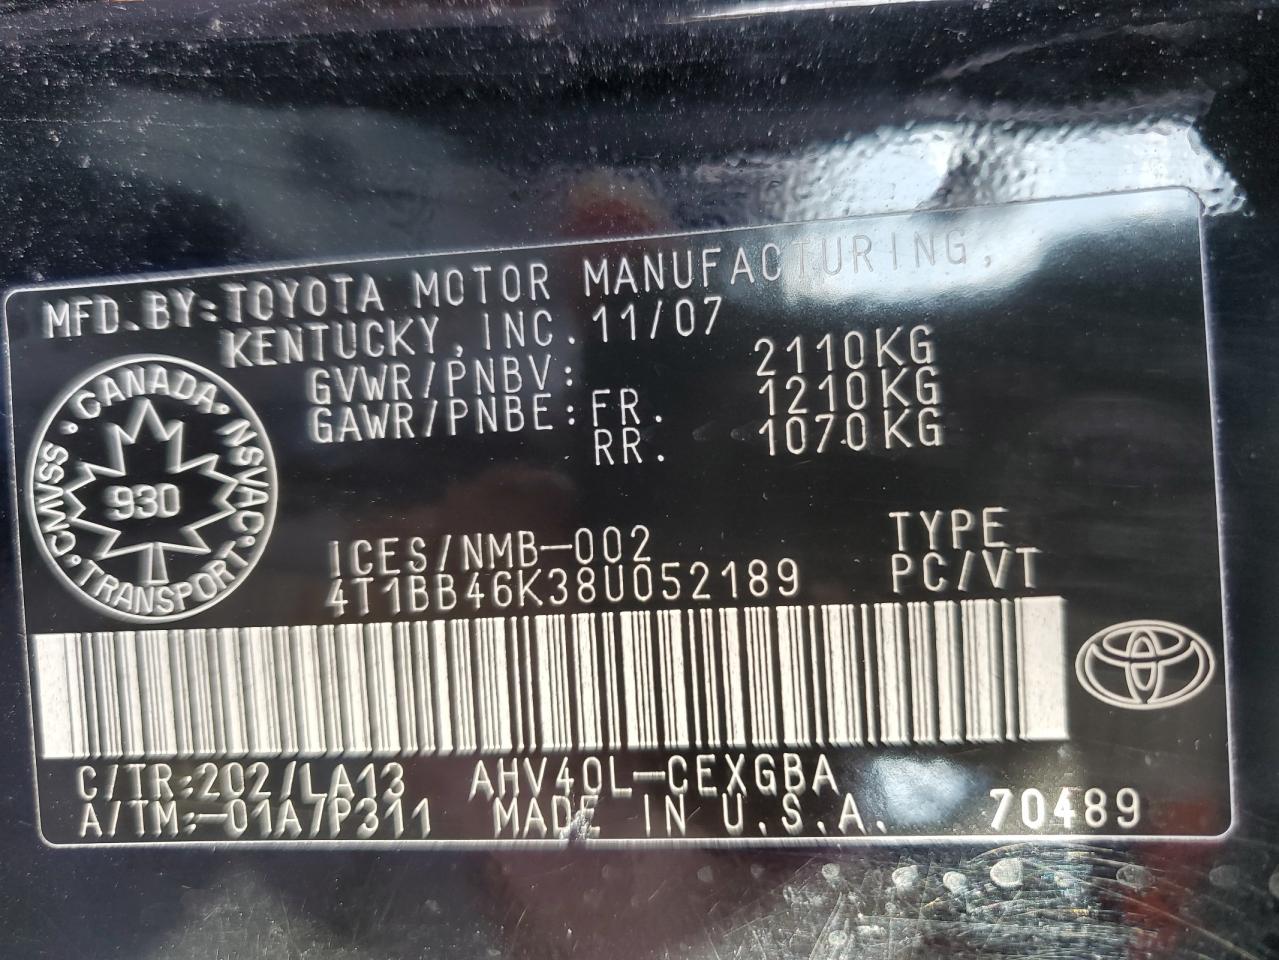 MFD.BY:TOYOTA MOTOR MANUFACTURING,
KENTUCKY, INC. 11/07
GVWR/PNBV: 2110KG
GAWR/PNBE: FR. 1210KG
RR. 1070KG
CANADA
NSVAC
TRANSPORT
CMVSS
930
ICES/NMB-002
4T1BB46K38U052189
TYPE
PC/VT
C/TR:202/LA13 AHV40L-CEXGBA
A/TM:-01A/P311 MADE IN U.S.A. 70489